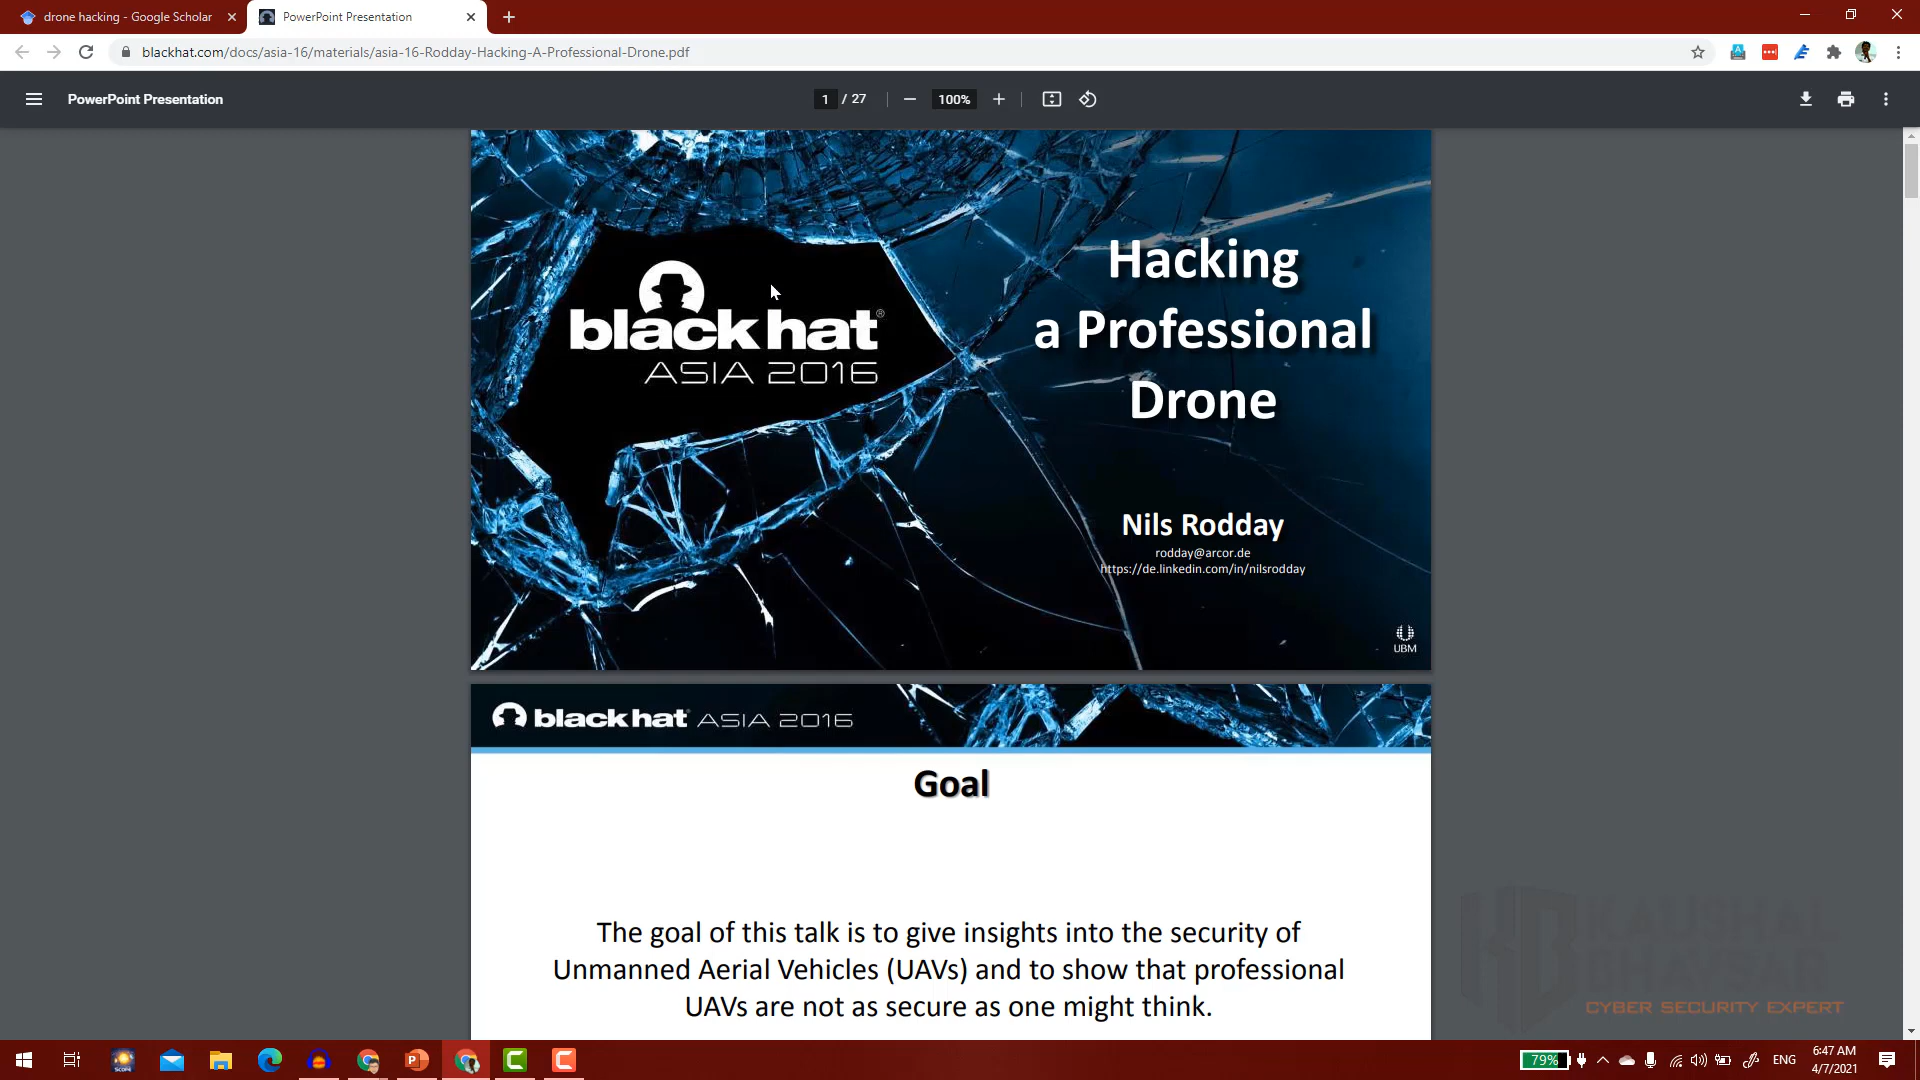 drone hacking - Google Scholar
PowerPoint Presentation
blackhat.com/docs/asia-16/materials/asia-16-Rodday-Hacking-A-Professional-Drone.pdf
PowerPoint Presentation
1 / 27
100%
black hat®
ASIA 2016
Hacking
a Professional
Drone
Nils Rodday
rodday@arcor.de
https://de.linkedin.com/in/nilsrodday
UBM
black hat® ASIA 2016
Goal
The goal of this talk is to give insights into the security of
Unmanned Aerial Vehicles (UAVs) and to show that professional
UAVs are not as secure as one might think.
KAUSHAL
BHAVSAR
CYBER SECURITY EXPERT
79%
ENG
6:47 AM
4/7/2021